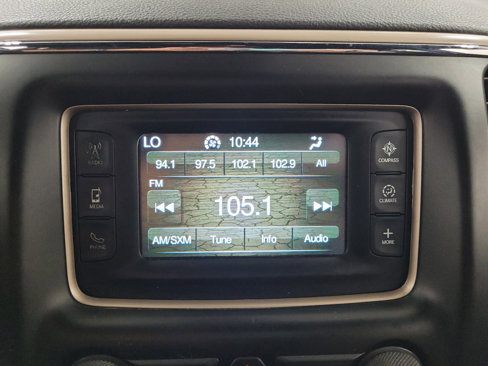 LO 10:44
94.1 97.5 102.1 102.9 All
FM
105.1
AM/SXM Tune Info Audio
RADIO
MEDIA
PHONE
N
COMPASS
CLIMATE
MORE